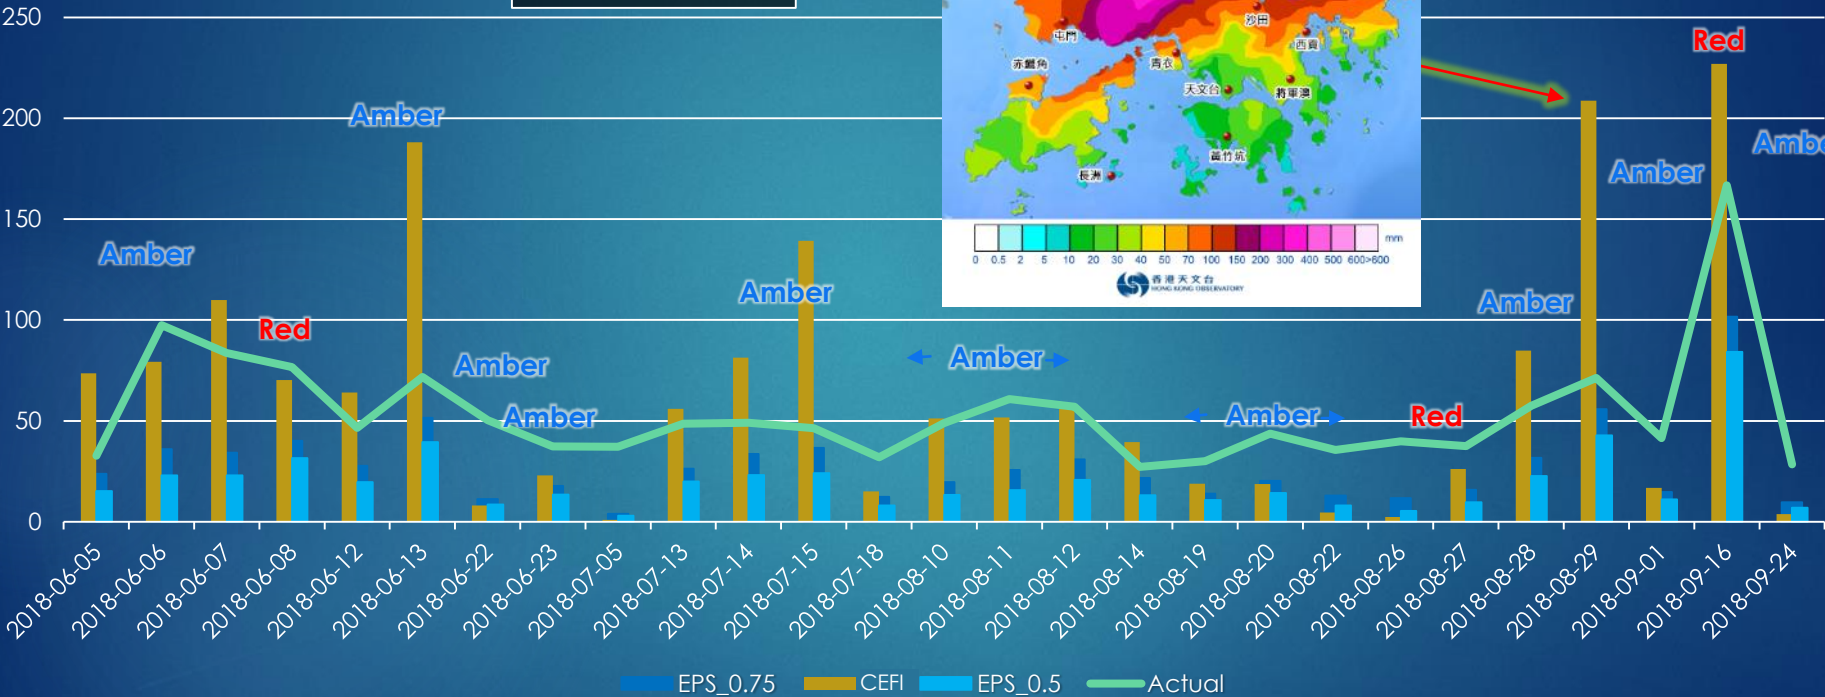 250
200
150
100
50
0
Amber
Red
Amber
Amber
Amber
Amber
Amber
Amber
Red
Amber
Amber
Red
Ambe
屯門
沙田
西貢
赤鱲角
青衣
天文台
將軍澳
黃竹坑
長洲
mm
0 0.5 2 5 10 20 30 40 50 70 100 150 200 300 400 500 600>600
香港天文台
HONG KONG OBSERVATORY
2018-06-05
2018-06-06
2018-06-07
2018-06-08
2018-06-12
2018-06-13
2018-06-22
2018-06-23
2018-07-05
2018-07-13
2018-07-14
2018-07-15
2018-07-18
2018-08-10
2018-08-11
2018-08-12
2018-08-14
2018-08-19
2018-08-20
2018-08-22
2018-08-26
2018-08-27
2018-08-28
2018-08-29
2018-09-01
2018-09-16
2018-09-24
EPS_0.75 CEFI EPS_0.5 Actual